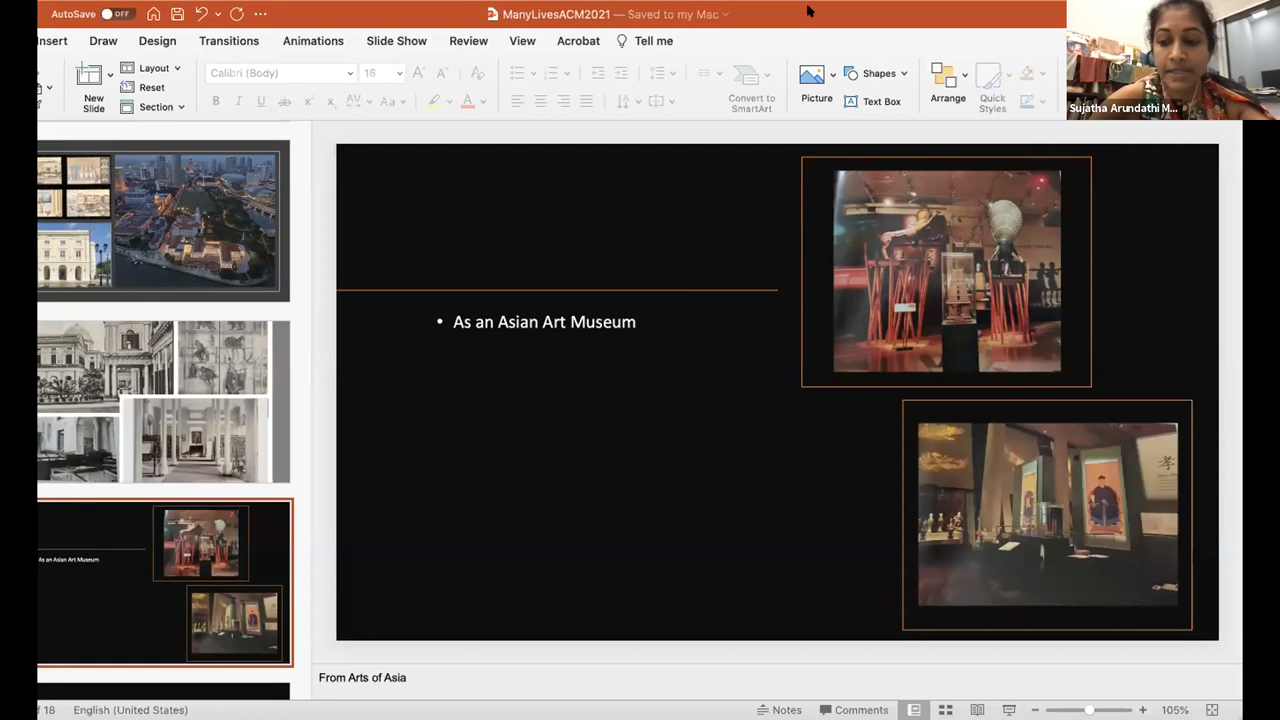 AutoSave OFF
ManyLivesACM2021 — Saved to my Mac
nsert Draw Design Transitions Animations Slide Show Review View Acrobat Tell me
New Slide
Layout
Reset
Section
Calibri (Body) 16
Convert to SmartArt
Picture
Shapes
Text Box
Arrange
Quick Styles
Sujatha Arundathi M...
• As an Asian Art Museum
As an Asian Art Museum
孝
From Arts of Asia
f 18 English (United States) Notes Comments 105%